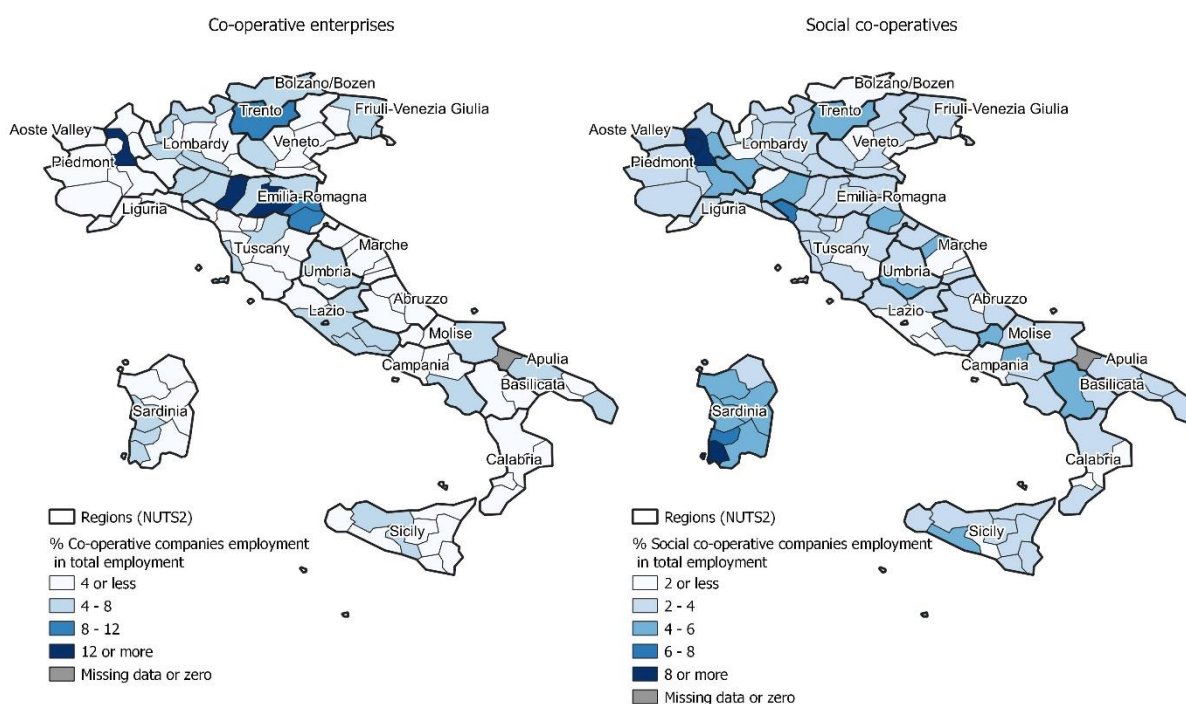 Co-operative enterprises
Bolzano/Bozen
Trento
Friuli-Venezia Giulia
Aoste Valley
Lombardy
Veneto
Piedmont
Emilia-Romagna
Liguria
Tuscany
Marche
Umbria
Lazio
Abruzzo
Molise
Campania
Apulia
Basilicata
Sardinia
Calabria
Sicily
Regions (NUTS2)
% Co-operative companies employment
in total employment
4 or less
4 - 8
8 - 12
12 or more
Missing data or zero
Social co-operatives
Bolzano/Bozen
Trento
Friuli-Venezia Giulia
Aoste Valley
Lombardy
Veneto
Piedmont
Emilia-Romagna
Liguria
Tuscany
Marche
Umbria
Lazio
Abruzzo
Molise
Campania
Apulia
Basilicata
Sardinia
Calabria
Sicily
Regions (NUTS2)
% Social co-operative companies employment
in total employment
2 or less
2 - 4
4 - 6
6 - 8
8 or more
Missing data or zero